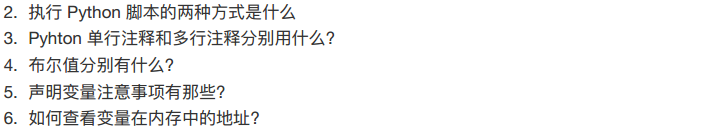 2. 执行 Python 脚本的两种方式是什么
3. Pyhton 单行注释和多行注释分别用什么?
4. 布尔值分别有什么?
5. 声明变量注意事项有那些?
6. 如何查看变量在内存中的地址?